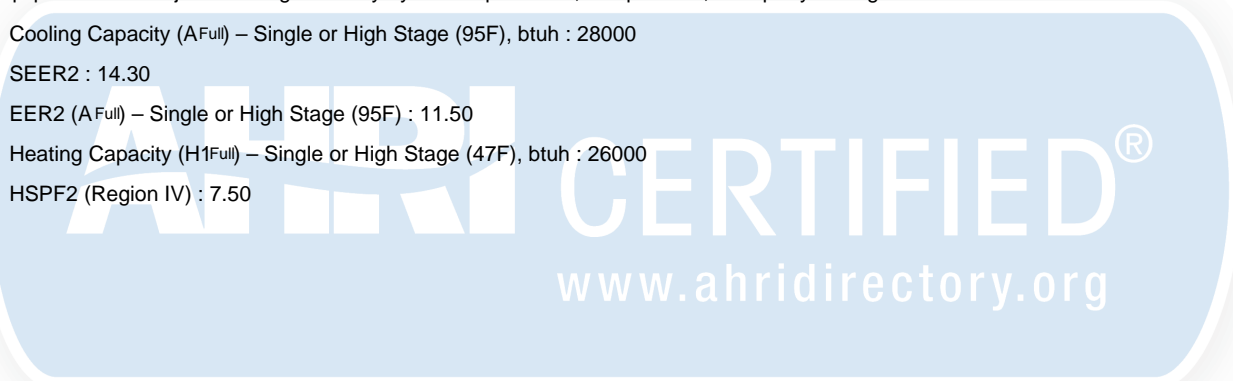 Cooling Capacity (AFull) – Single or High Stage (95F), btuh : 28000
SEER2 : 14.30
EER2 (AFull) – Single or High Stage (95F) : 11.50
Heating Capacity (H1Full) – Single or High Stage (47F), btuh : 26000
HSPF2 (Region IV) : 7.50
AHRI CERTIFIED®
www.ahridirectory.org